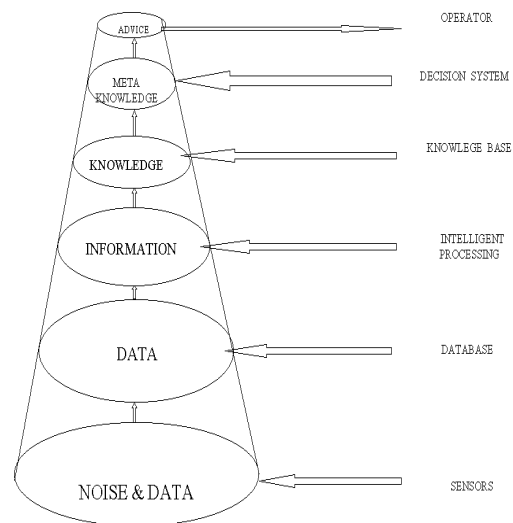 ADVICE
OPERATOR
META
KNOWLEDGE
DECISION SYSTEM
KNOWLEDGE
KNOWLEGE BASE
INFORMATION
INTELLIGENT
PROCESSING
DATA
DATABASE
NOISE & DATA
SENSORS